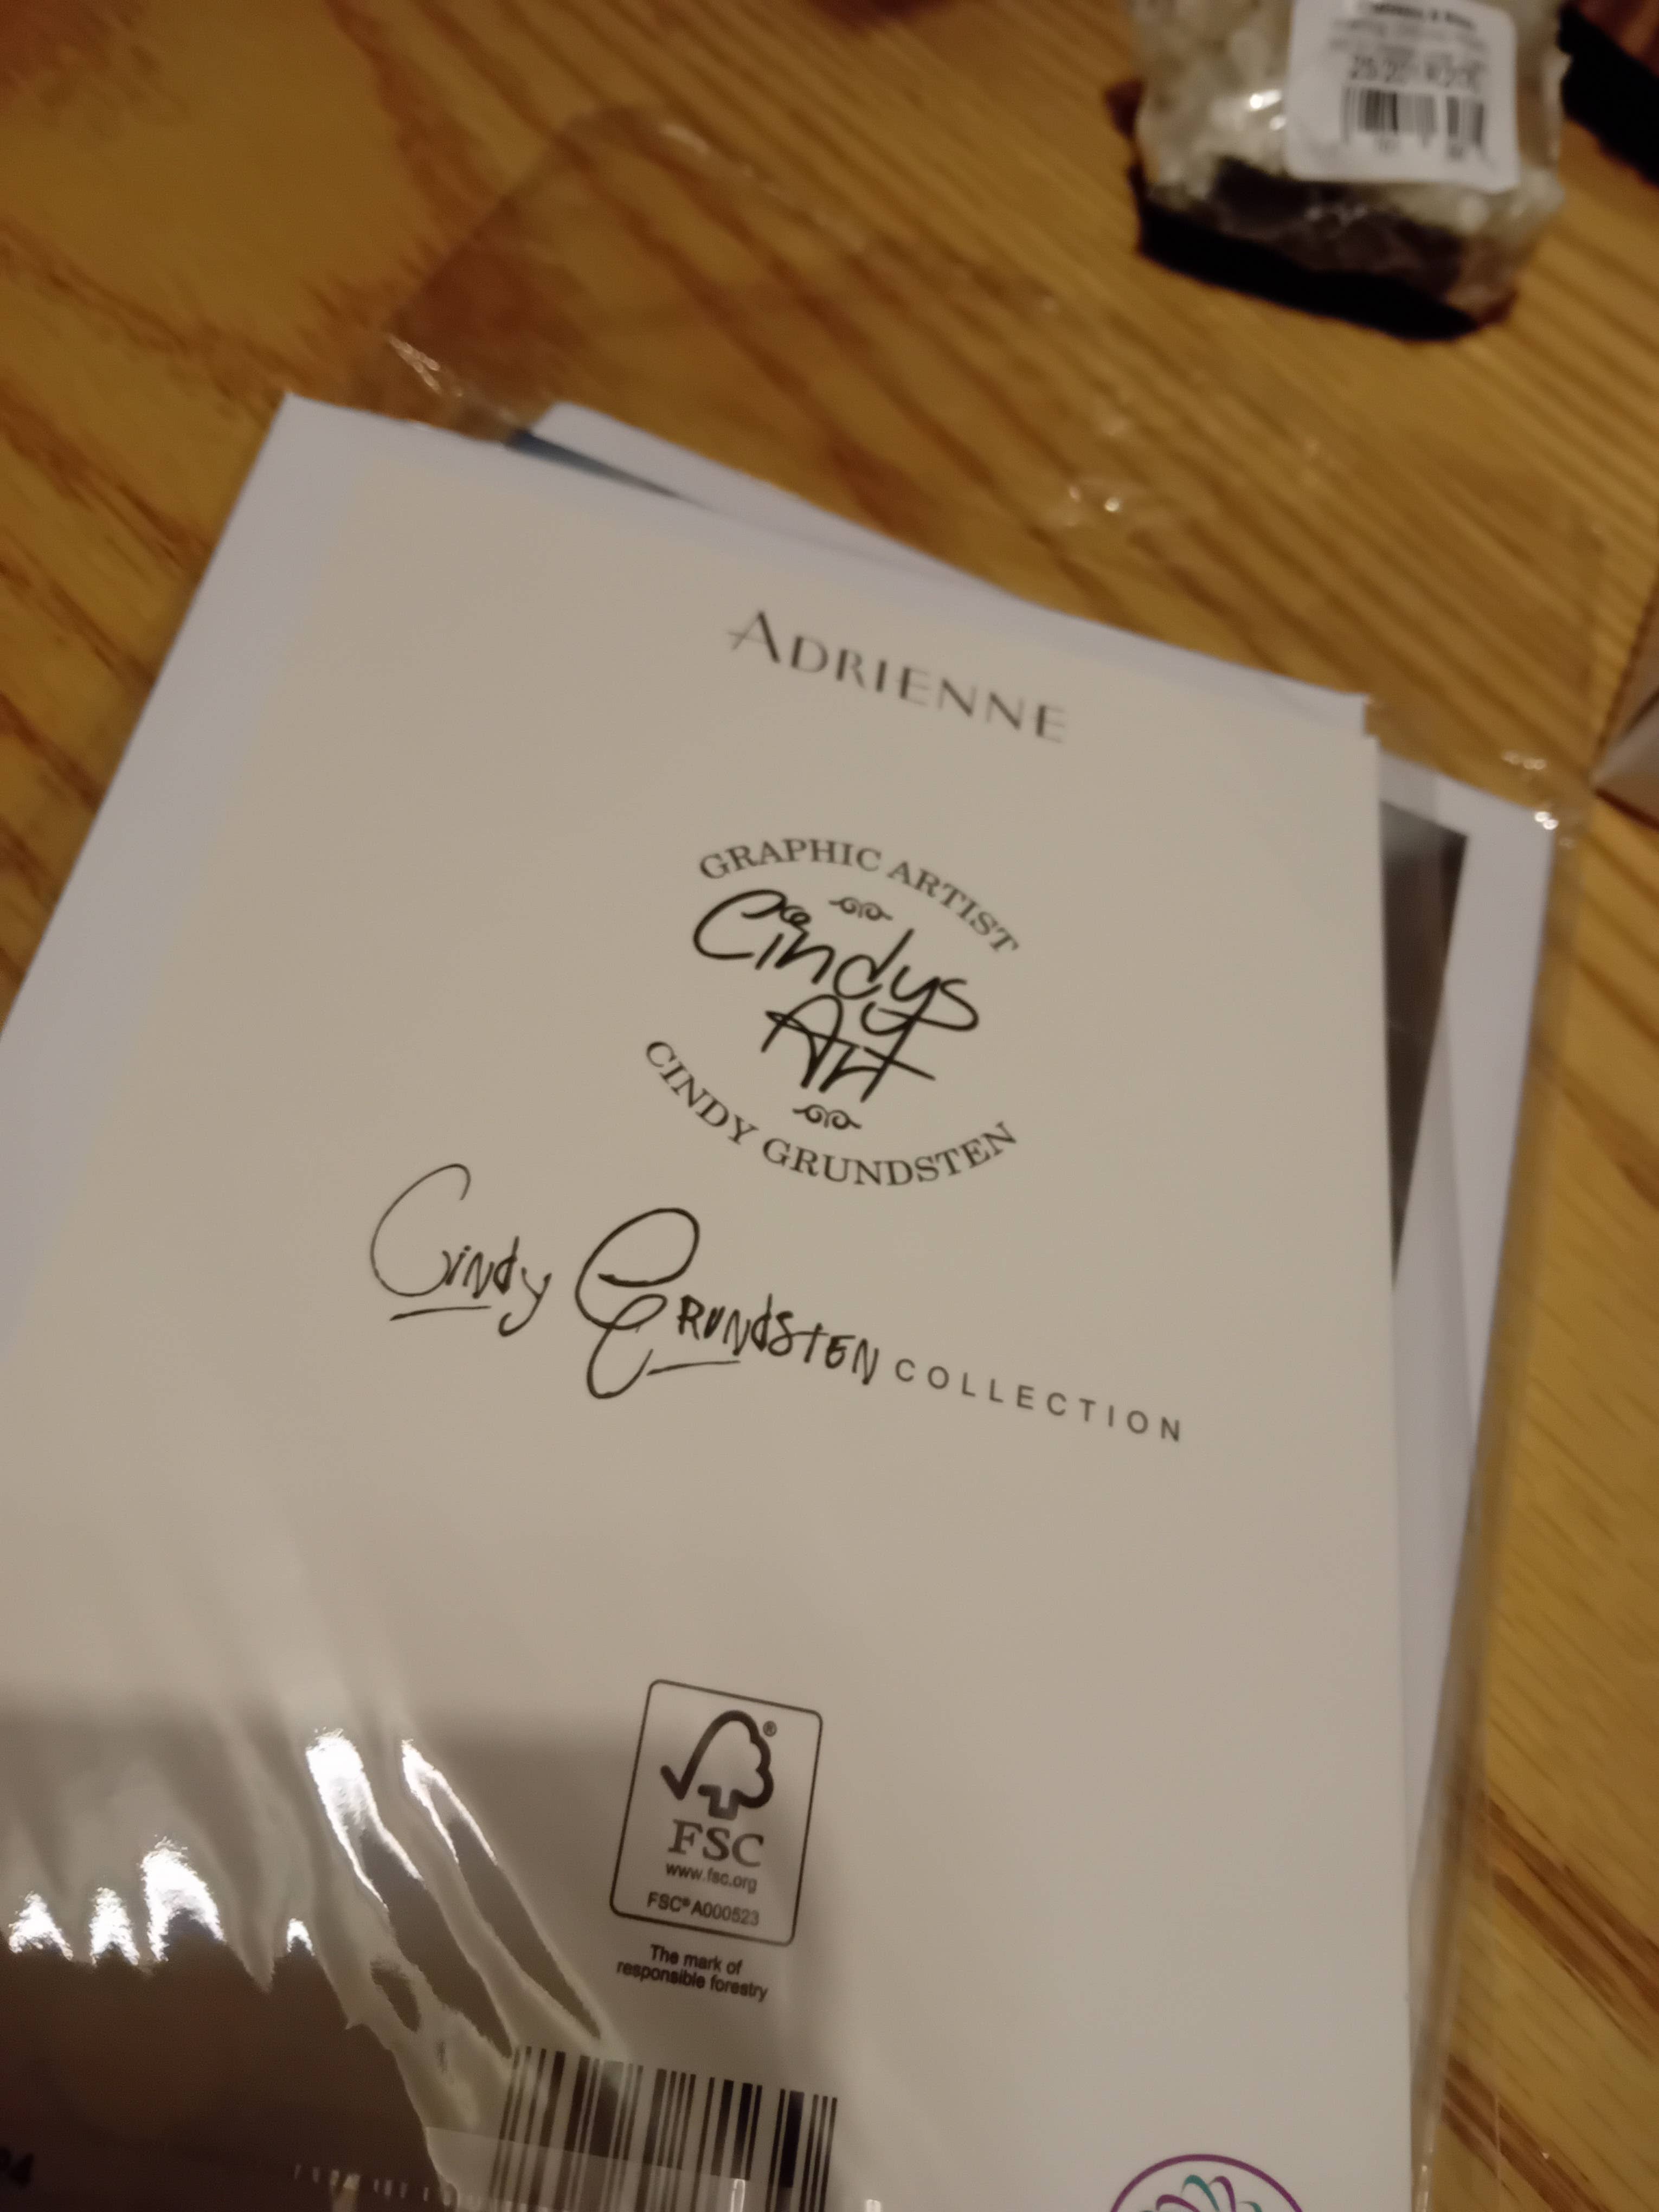 ADRIENNE
GRAPHIC ARTIST
Cindys
Art
CINDY GRUNDSTEN
Cindy Grundsten COLLECTION
®
FSC
www.fsc.org
FSC® A000523
The mark of
responsible forestry